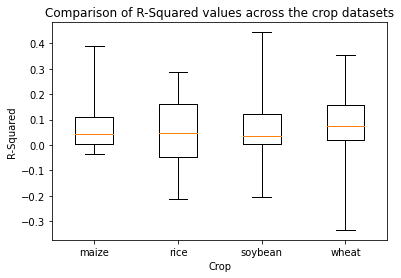 Comparison of R-Squared values across the crop datasets
R-Squared
0.4
0.3
0.2
0.1
0.0
−0.1
−0.2
−0.3
maize rice soybean wheat
Crop